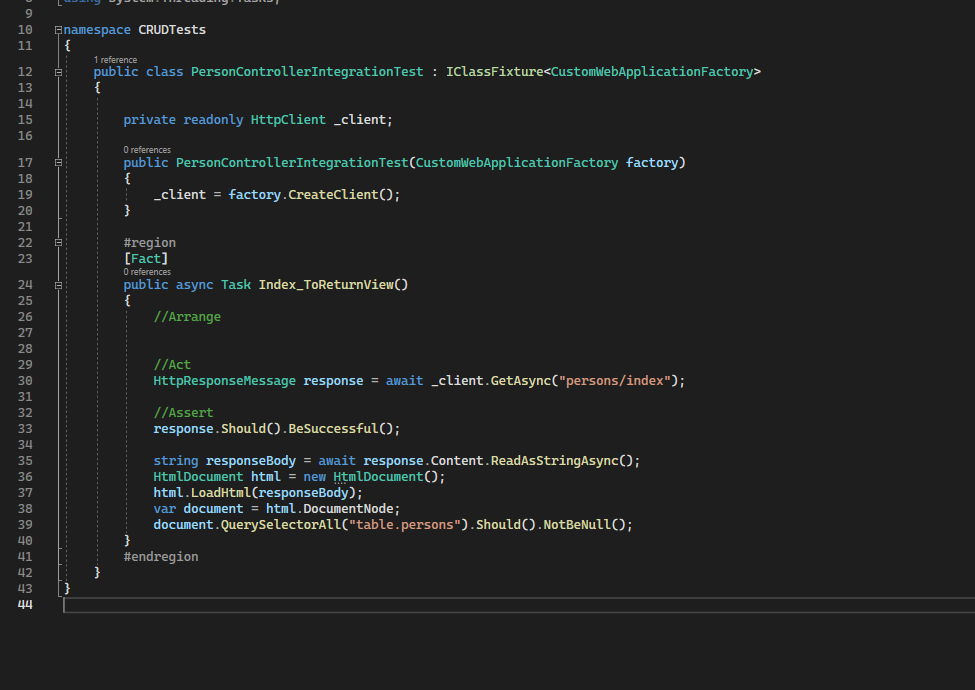 8 using System.Threading.Tasks;
9
10 namespace CRUDTests
11 {
1 reference
12 public class PersonControllerIntegrationTest : IClassFixture<CustomWebApplicationFactory>
13 {
14
15 private readonly HttpClient _client;
16
0 references
17 public PersonControllerIntegrationTest(CustomWebApplicationFactory factory)
18 {
19 _client = factory.CreateClient();
20 }
21
22 #region
23 [Fact]
0 references
24 public async Task Index_ToReturnView()
25 {
26 //Arrange
27
28
29 //Act
30 HttpResponseMessage response = await _client.GetAsync("persons/index");
31
32 //Assert
33 response.Should().BeSuccessful();
34
35 string responseBody = await response.Content.ReadAsStringAsync();
36 HtmlDocument html = new HtmlDocument();
37 html.LoadHtml(responseBody);
38 var document = html.DocumentNode;
39 document.QuerySelectorAll("table.persons").Should().NotBeNull();
40 }
41 #endregion
42 }
43 }
44